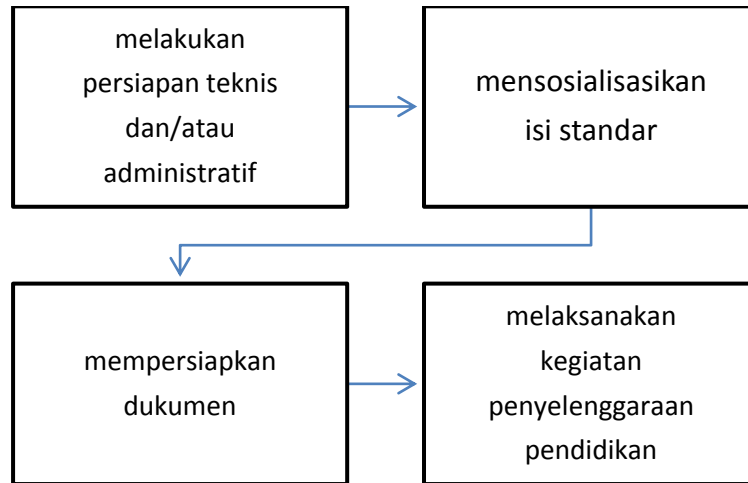 melakukan
persiapan teknis
dan/atau
administratif
mensosialisasikan
isi standar
mempersiapkan
dukumen
melaksanakan
kegiatan
penyelenggaraan
pendidikan